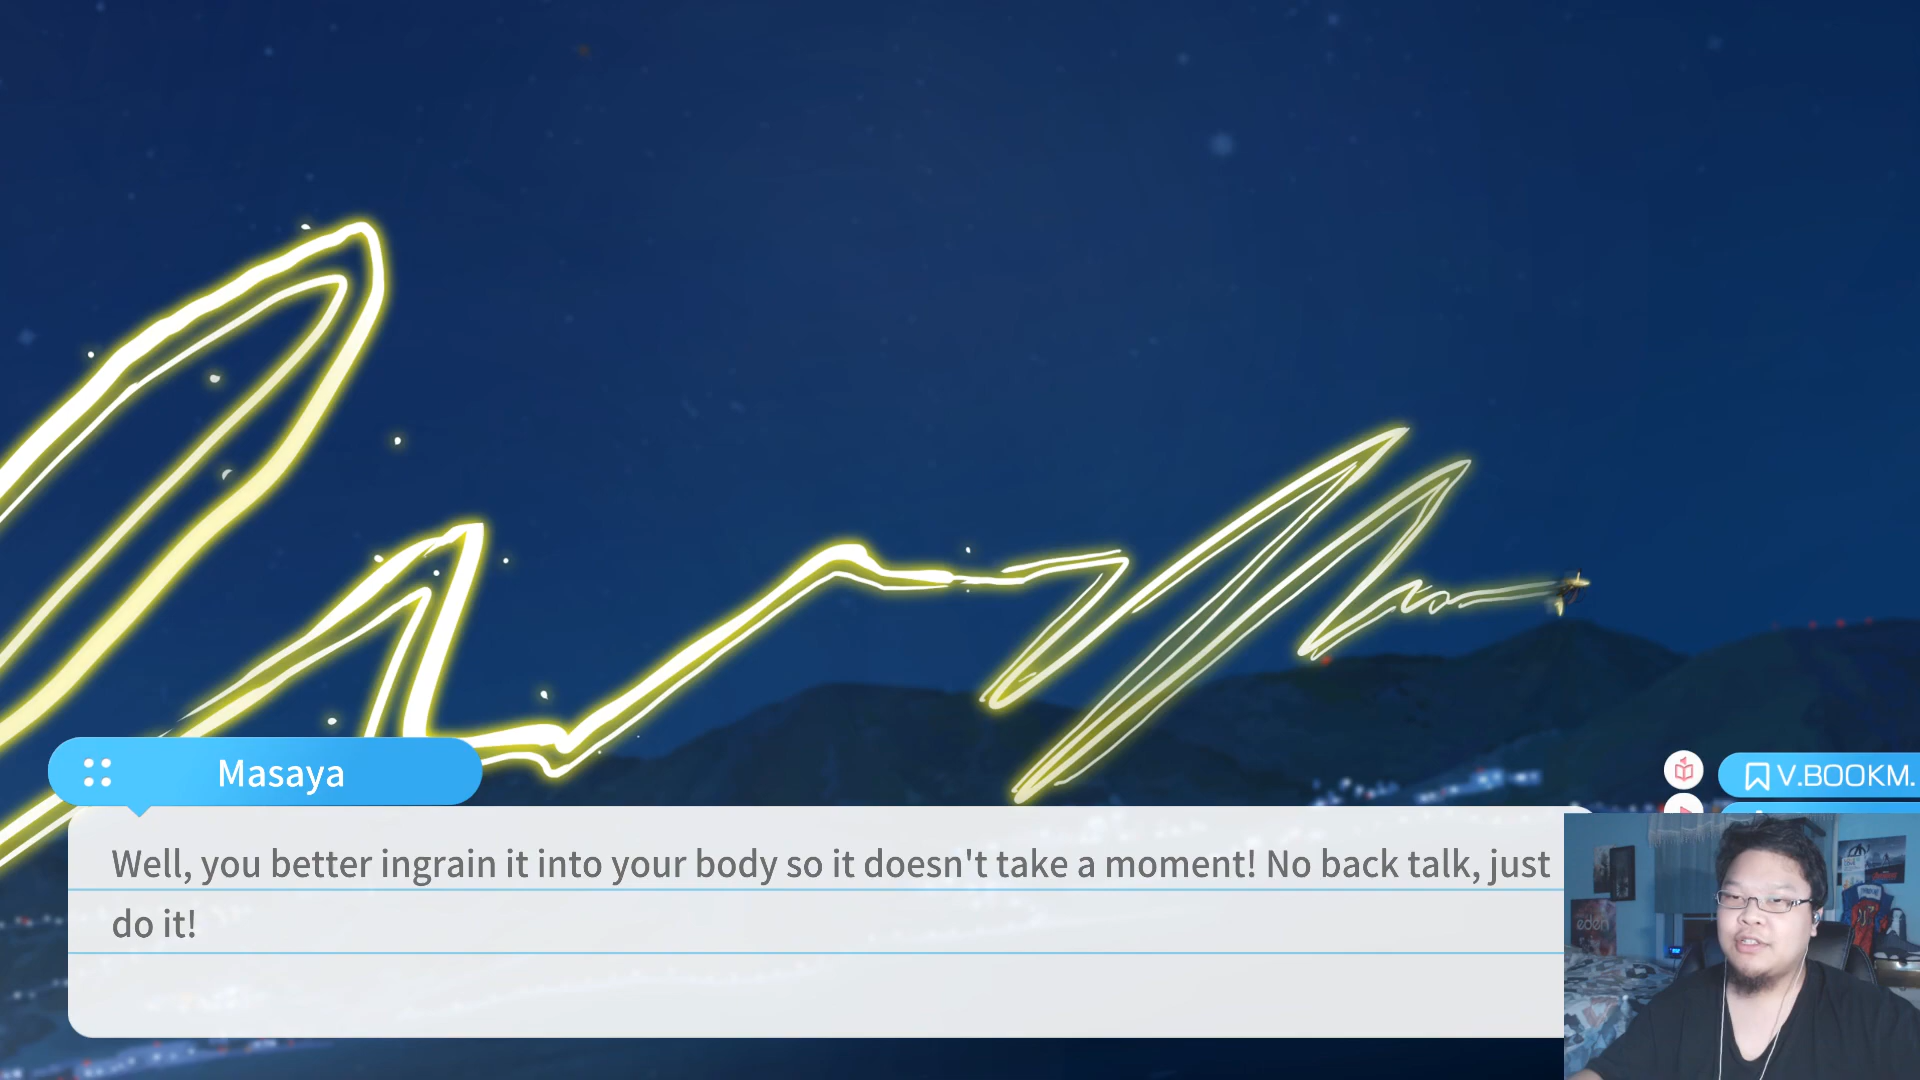 Masaya
V.BOOKM.
Well, you better ingrain it into your body so it doesn't take a moment! No back talk, just
do it!
eden